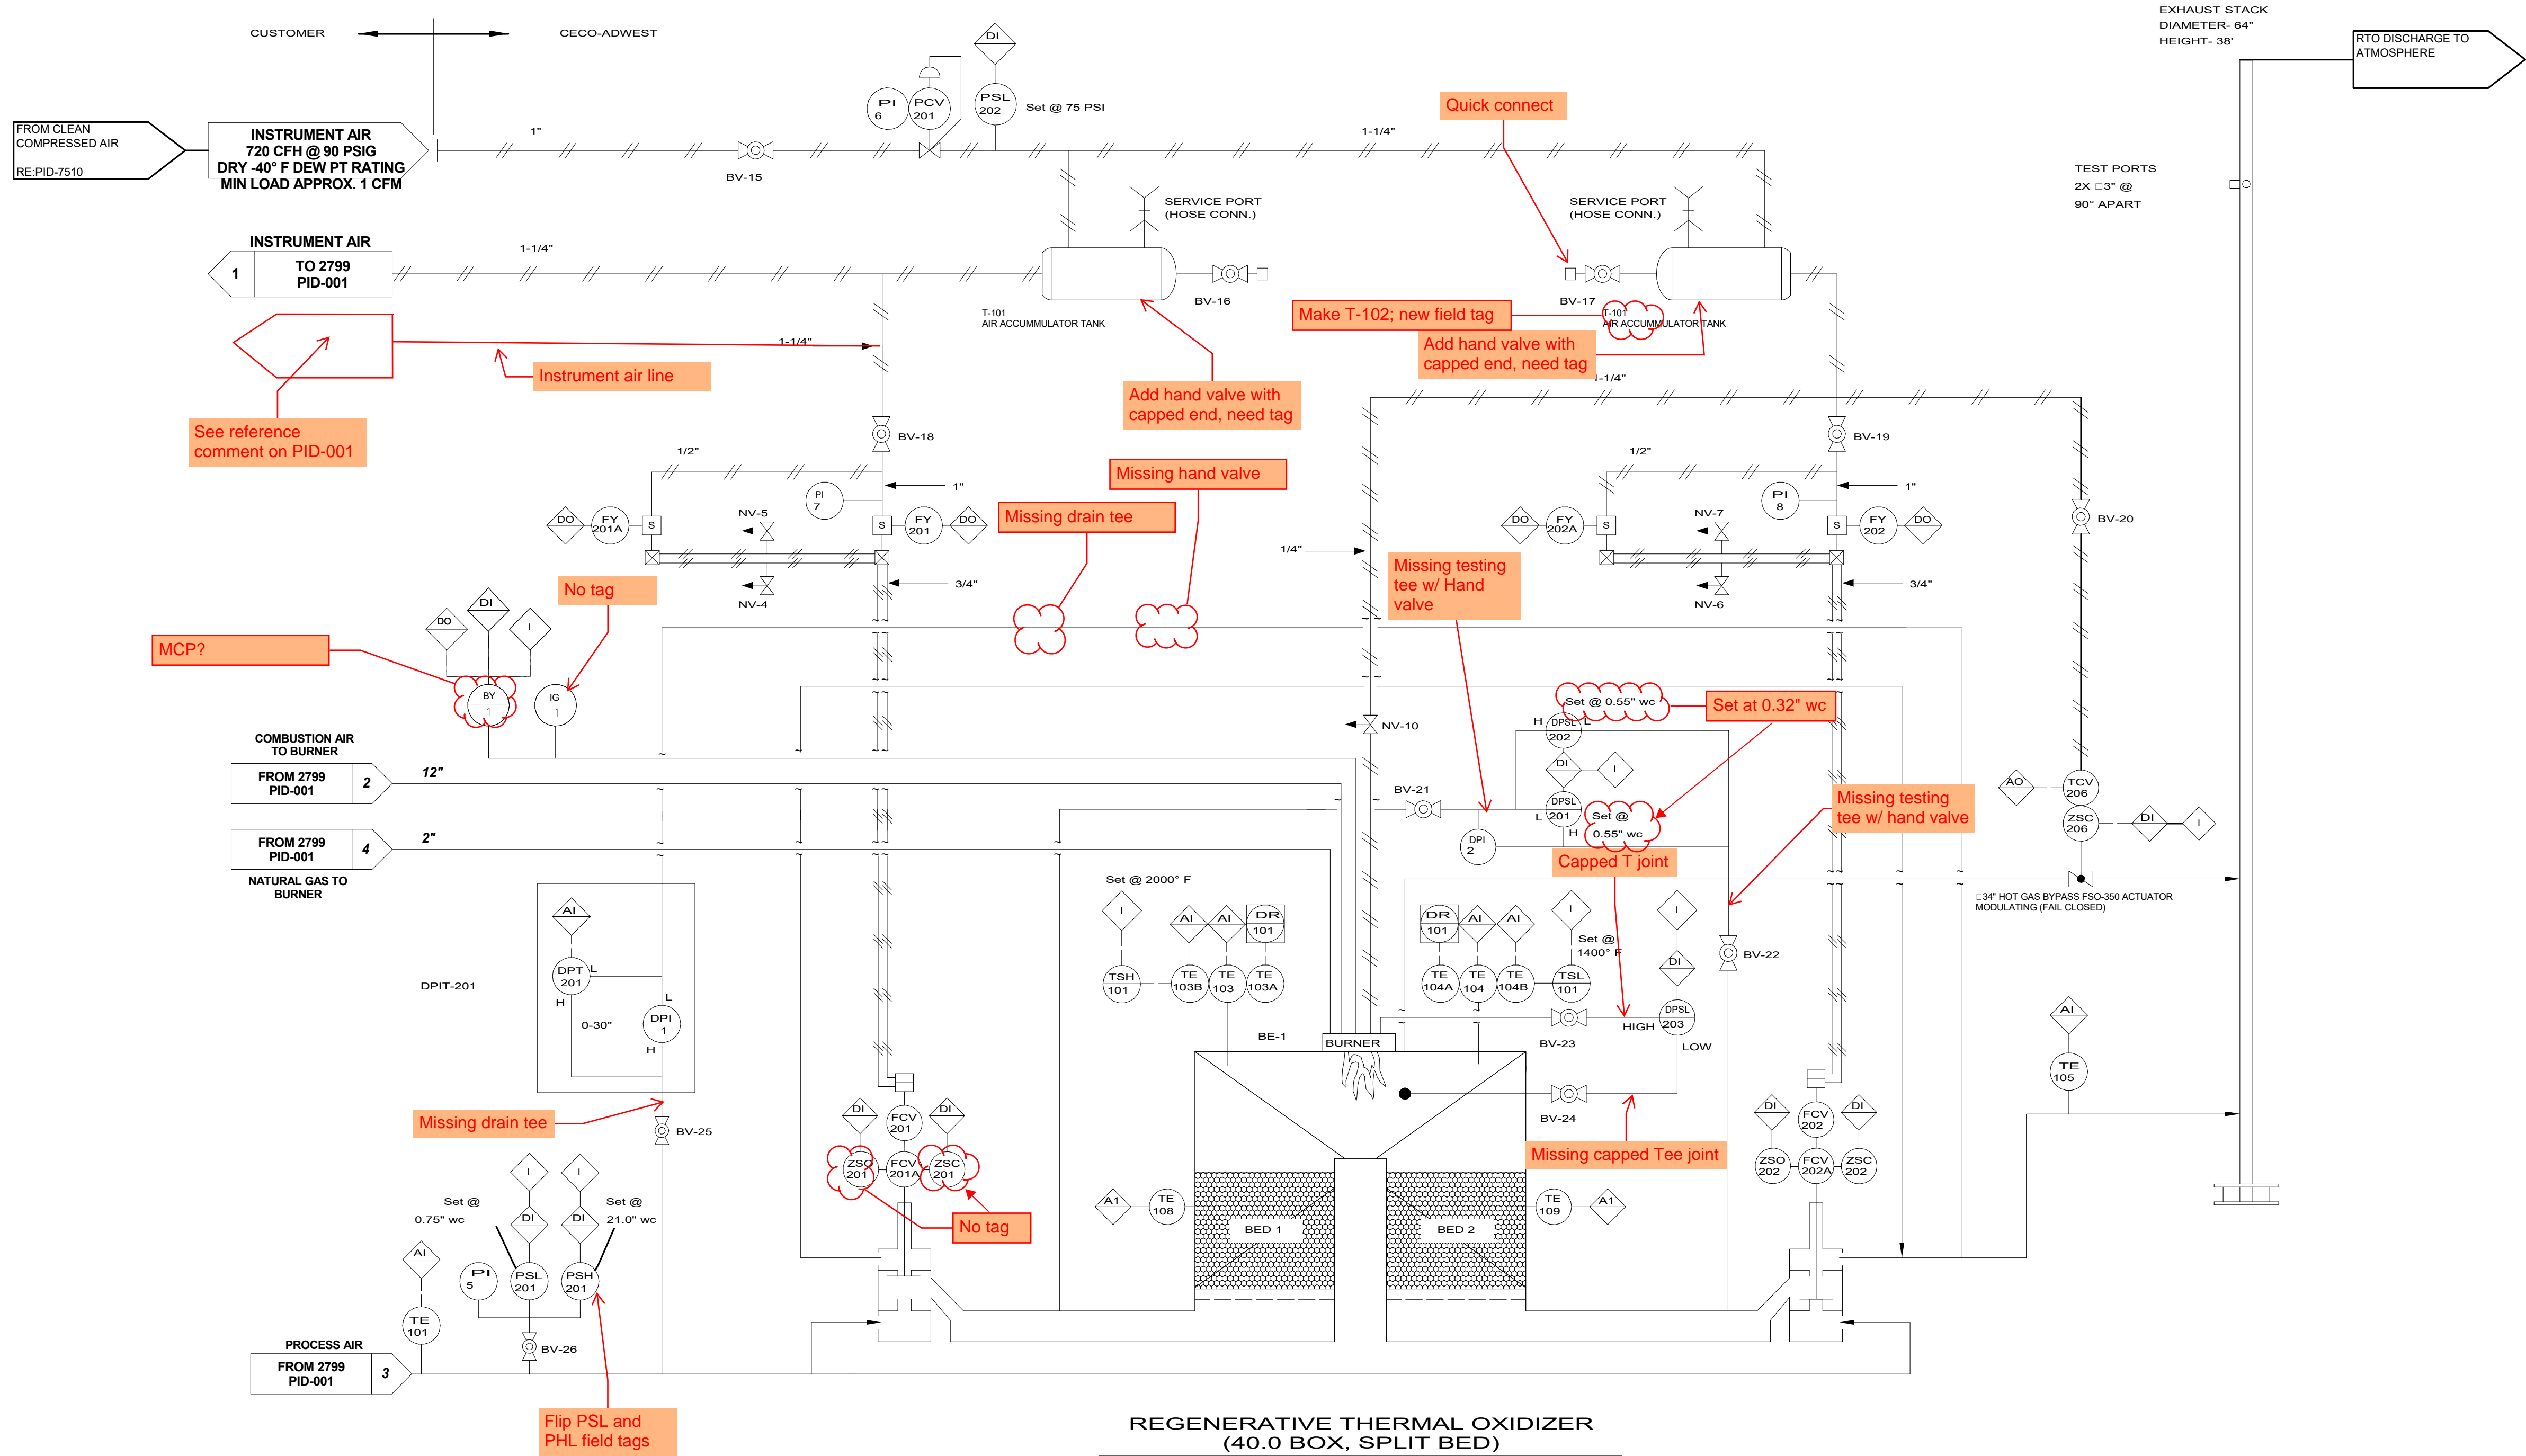 CUSTOMER
CECO-ADWEST
EXHAUST STACK
DIAMETER- 64"
HEIGHT- 38'
RTO DISCHARGE TO
ATMOSPHERE
FROM CLEAN
COMPRESSED AIR
RE:PID-7510
INSTRUMENT AIR
720 CFH @ 90 PSIG
DRY -40° F DEW PT RATING
MIN LOAD APPROX. 1 CFM
1"
BV-15
PI
6
PCV
201
DI
PSL
202
Set @ 75 PSI
Quick connect
1-1/4"
TEST PORTS
2X □3" @
90° APART
SERVICE PORT
(HOSE CONN.)
SERVICE PORT
(HOSE CONN.)
INSTRUMENT AIR
1
TO 2799
PID-001
1-1/4"
BV-16
T-101
AIR ACCUMMULATOR TANK
BV-17
T-101
AIR ACCUMMULATOR TANK
Make T-102; new field tag
Add hand valve with
capped end, need tag
1-1/4"
Instrument air line
Add hand valve with
capped end, need tag
1-1/4"
See reference
comment on PID-001
BV-18
BV-19
1/2"
1/2"
Missing hand valve
Missing drain tee
1"
1"
PI
7
PI
8
DO
FY
201A
S
NV-5
S
FY
201
DO
DO
FY
202A
S
NV-7
S
FY
202
DO
BV-20
1/4"
3/4"
3/4"
NV-4
NV-6
No tag
Missing testing
tee w/ Hand
valve
DO
DI
I
MCP?
BY
1
IG
1
Set @ 0.55" wc
Set at 0.32" wc
H
DPSL
202
L
NV-10
DI
I
COMBUSTION AIR
TO BURNER
FROM 2799
PID-001
2
12"
BV-21
DPSL
201
L
H
Set @
0.55" wc
DPI
2
Missing testing
tee w/ hand valve
AO
TCV
206
ZSC
206
DI
I
FROM 2799
PID-001
4
2"
NATURAL GAS TO
BURNER
Capped T joint
□34" HOT GAS BYPASS FSO-350 ACTUATOR
MODULATING (FAIL CLOSED)
Set @ 2000° F
I
AI
AI
DR
101
DR
101
AI
AI
I
Set @
1400° F
I
DI
BV-22
TSH
101
TE
103B
TE
103
TE
103A
TE
104A
TE
104
TE
104B
TSL
101
AI
DPT
201
L
H
DPIT-201
0-30"
L
DPI
1
H
HIGH
DPSL
203
LOW
BV-23
BE-1
BURNER
BV-24
AI
TE
105
Missing drain tee
BV-25
DI
FCV
201
DI
ZSO
201
FCV
201A
ZSC
201
No tag
Missing capped Tee joint
DI
FCV
202
DI
ZSO
202
FCV
202A
ZSC
202
A1
TE
108
BED 1
BED 2
TE
109
A1
I
I
Set @
0.75" wc
DI
DI
Set @
21.0" wc
AI
PI
5
PSL
201
PSH
201
TE
101
BV-26
PROCESS AIR
FROM 2799
PID-001
3
Flip PSL and
PHL field tags
REGENERATIVE THERMAL OXIDIZER
(40.0 BOX, SPLIT BED)